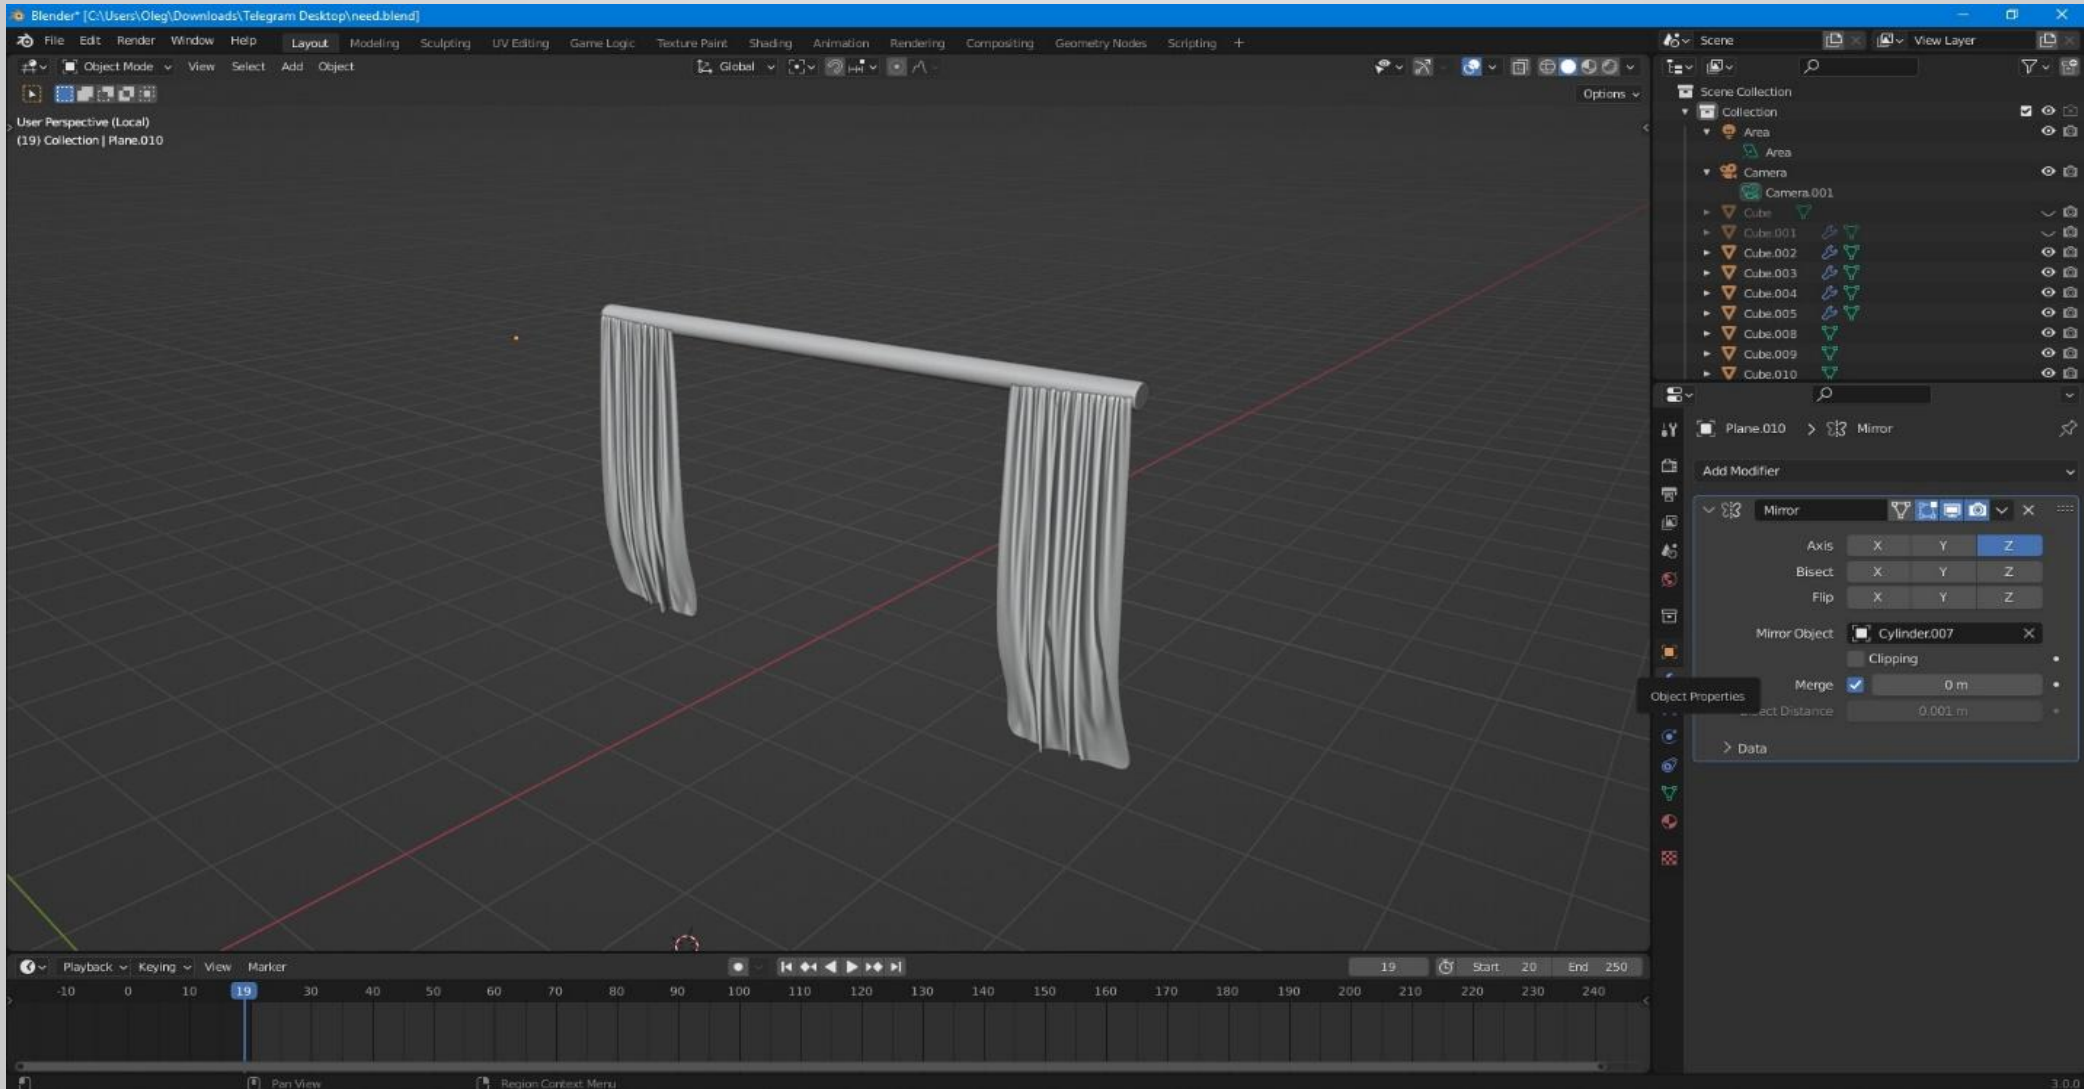 Blender* [C:\Users\Oleg\Downloads\Telegram Desktop\need.blend]
File Edit Render Window Help Layout Modeling Sculpting UV Editing Game Logic Texture Paint Shading Animation Rendering Compositing Geometry Nodes Scripting + Scene View Layer
Object Mode View Select Add Object Global
Options
User Perspective (Local)
(19) Collection | Plane.010
Scene Collection
Collection
Area
Area
Camera
Camera.001
Cube
Cube.001
Cube.002
Cube.003
Cube.004
Cube.005
Cube.008
Cube.009
Cube.010
Plane.010 > Mirror
Add Modifier
Mirror
Axis X Y Z
Bisect X Y Z
Flip X Y Z
Mirror Object Cylinder.007
Clipping
Merge 0 m
Object Properties
ect Distance 0.001 m
Data
Playback Keying View Marker 19 Start 20 End 250
-10 0 10 19 30 40 50 60 70 80 90 100 110 120 130 140 150 160 170 180 190 200 210 220 230 240
Pan View Region Context Menu 3.0.0